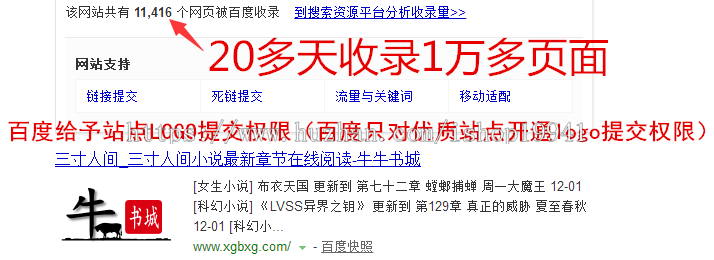 该网站共有 11,416 个网页被百度收录 到搜索资源平台分析收录量>>
20多天收录1万多页面
网站支持
链接提交 死链提交 流量与关键词 移动适配
百度给予站点LOGO提交权限（百度只对优质站点开通logo提交权限）
三寸人间_三寸人间小说最新章节在线阅读-牛牛书城
牛 书城
[女生小说] 布衣天国 更新到 第七十二章 螳螂捕蝉 周一大魔王 12-01
[科幻小说]《LVSS异界之钥》更新到 第129章 真正的威胁 夏至春秋
12-01 [科幻小...
www.xgbxg.com/ - 百度快照